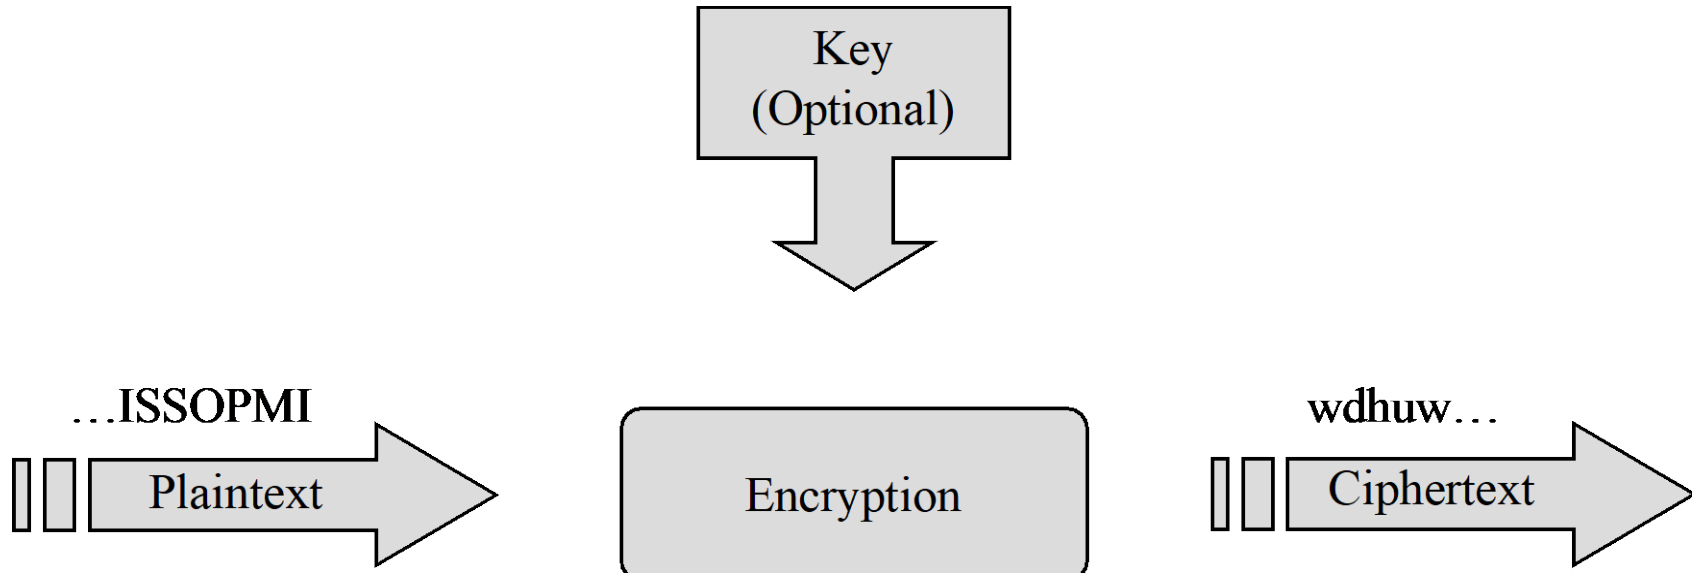 Key
(Optional)
…ISSOPMI
wdhuw…
Plaintext
Encryption
Ciphertext